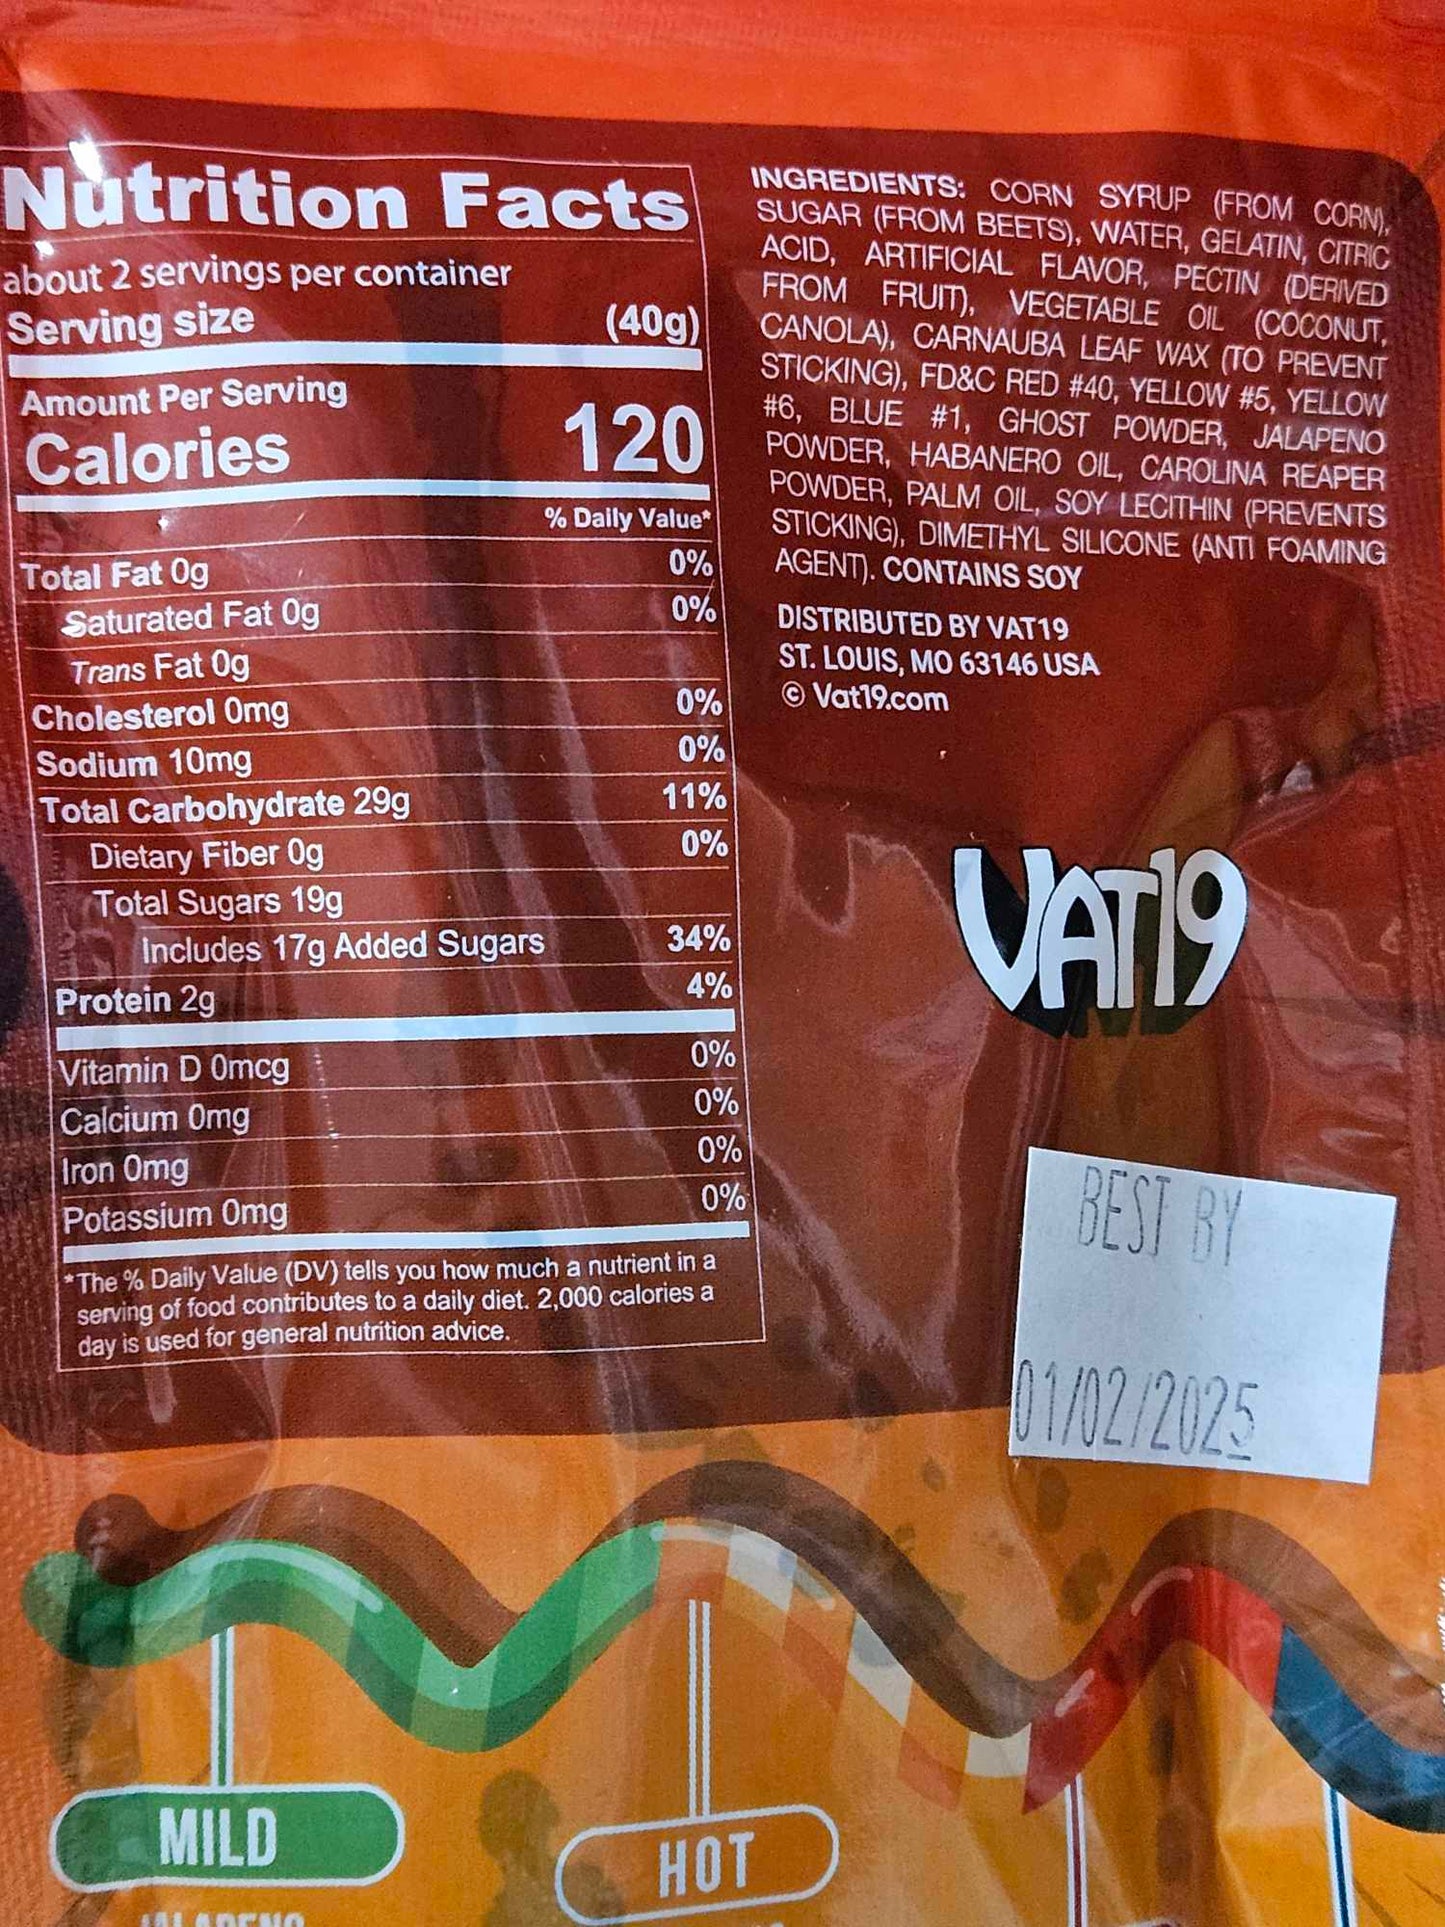 Nutrition Facts
about 2 servings per container
Serving size (40g)
Amount Per Serving
Calories 120
% Daily Value*
Total Fat 0g 0%
Saturated Fat 0g 0%
Trans Fat 0g
Cholesterol 0mg 0%
Sodium 10mg 0%
Total Carbohydrate 29g 11%
Dietary Fiber 0g 0%
Total Sugars 19g
Includes 17g Added Sugars 34%
Protein 2g 4%
Vitamin D 0mcg 0%
Calcium 0mg 0%
Iron 0mg 0%
Potassium 0mg 0%
*The % Daily Value (DV) tells you how much a nutrient in a
serving of food contributes to a daily diet. 2,000 calories a
day is used for general nutrition advice.
INGREDIENTS: CORN SYRUP (FROM CORN),
SUGAR (FROM BEETS), WATER, GELATIN, CITRIC
ACID, ARTIFICIAL FLAVOR, PECTIN (DERIVED
FROM FRUIT), VEGETABLE OIL (COCONUT,
CANOLA), CARNAUBA LEAF WAX (TO PREVENT
STICKING), FD&C RED #40, YELLOW #5, YELLOW
#6, BLUE #1, GHOST POWDER, JALAPENO
POWDER, HABANERO OIL, CAROLINA REAPER
POWDER, PALM OIL, SOY LECITHIN (PREVENTS
STICKING), DIMETHYL SILICONE (ANTI FOAMING
AGENT). CONTAINS SOY
DISTRIBUTED BY VAT19
ST. LOUIS, MO 63146 USA
© Vat19.com
VAT19
BEST BY
01/02/2025
MILD
HOT
JALAPENO